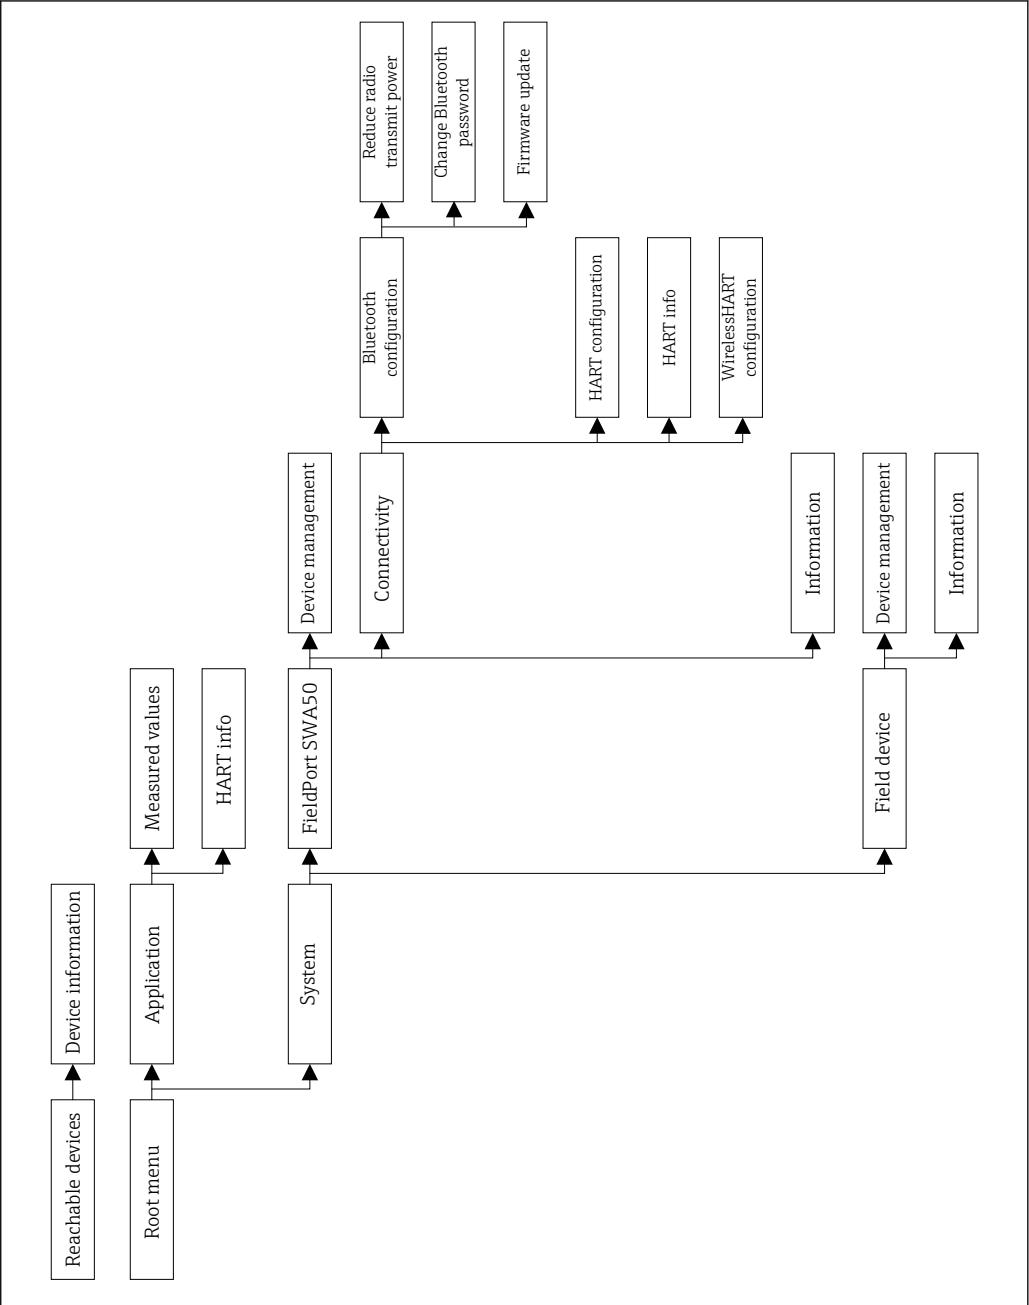 Reachable devices
Device information
Root menu
Application
Measured values
HART info
System
FieldPort SWA50
Device management
Connectivity
Bluetooth
configuration
Reduce radio
transmit power
Change Bluetooth
password
Firmware update
HART configuration
HART info
WirelessHART
configuration
Information
Field device
Device management
Information